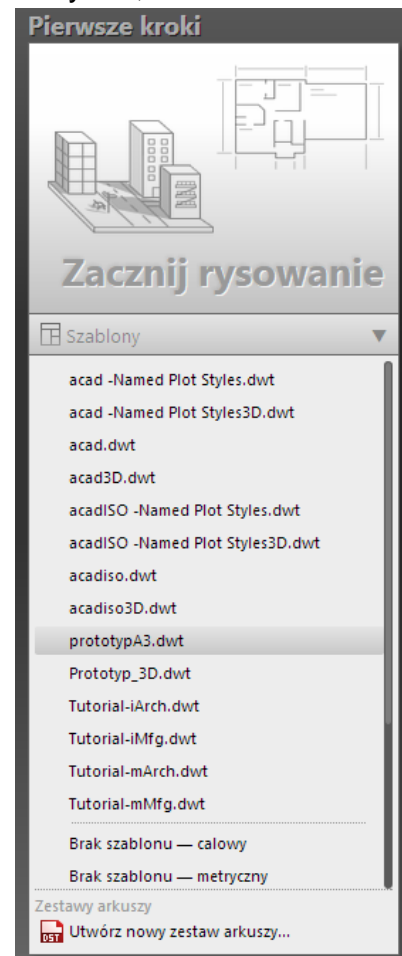 Pierwsze kroki
Zacznij rysowanie
Szablony
acad -Named Plot Styles.dwt
acad -Named Plot Styles3D.dwt
acad.dwt
acad3D.dwt
acadISO -Named Plot Styles.dwt
acadISO -Named Plot Styles3D.dwt
acadiso.dwt
acadiso3D.dwt
prototypA3.dwt
Prototyp_3D.dwt
Tutorial-iArch.dwt
Tutorial-iMfg.dwt
Tutorial-mArch.dwt
Tutorial-mMfg.dwt
Brak szablonu — calowy
Brak szablonu — metryczny
Zestawy arkuszy
DST Utwórz nowy zestaw arkuszy...